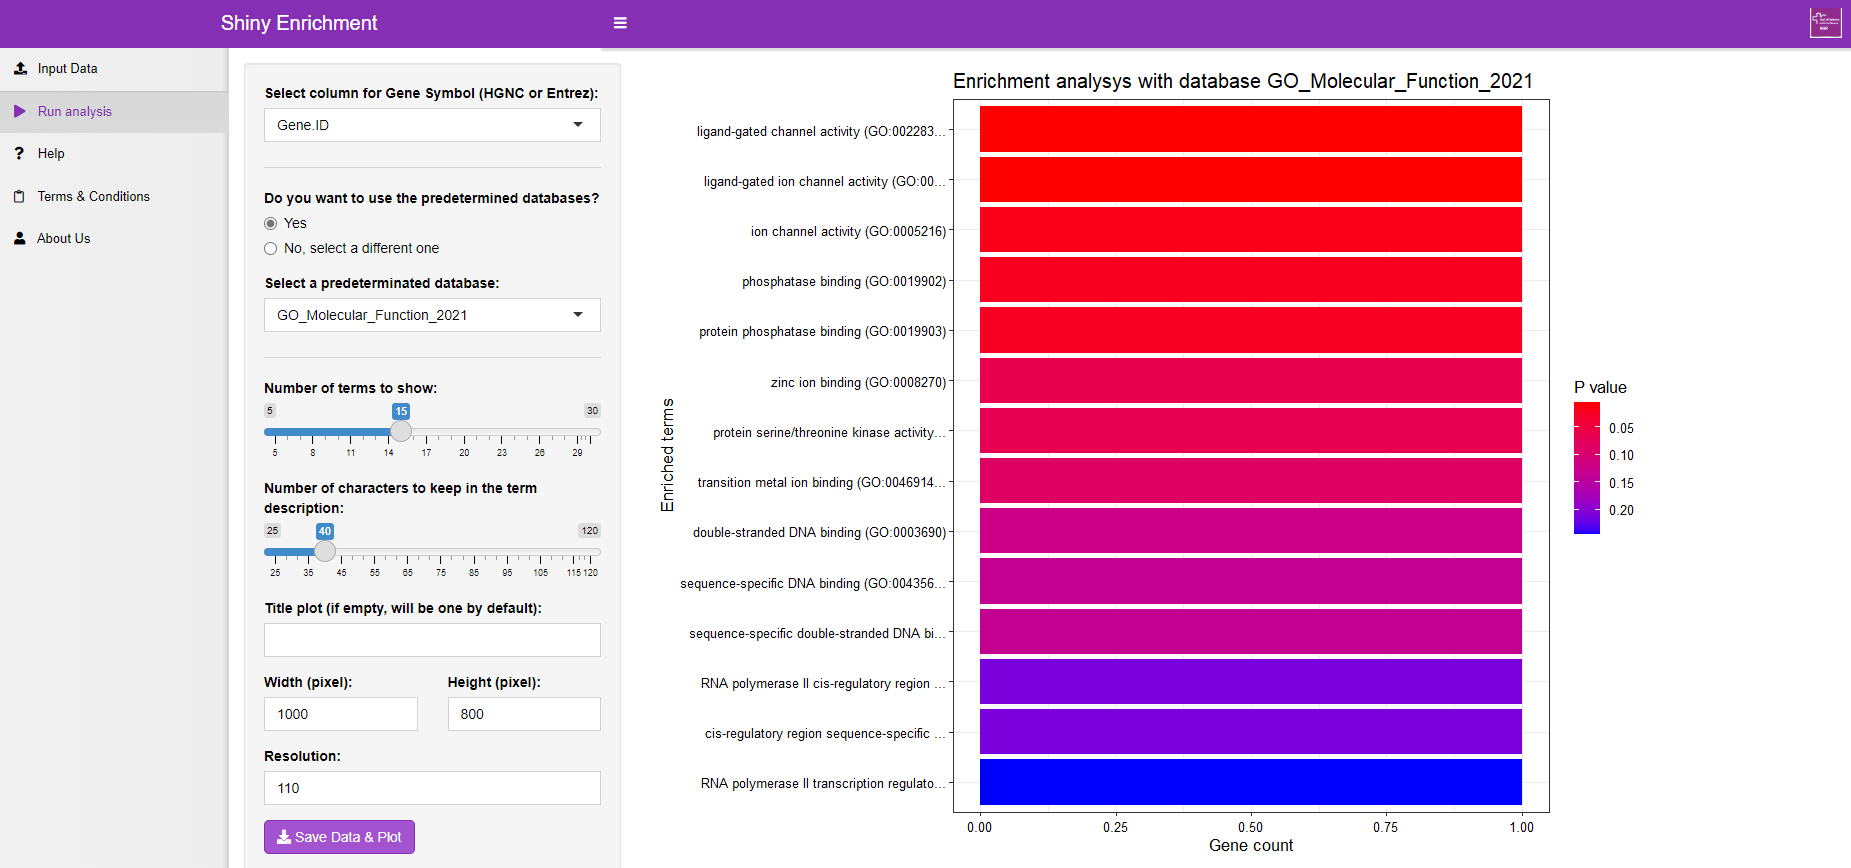 Shiny Enrichment
Input Data
Run analysis
Help
Terms & Conditions
About Us
Select column for Gene Symbol (HGNC or Entrez):
Gene.ID
Do you want to use the predetermined databases?
Yes
No, select a different one
Select a predeterminated database:
GO_Molecular_Function_2021
Number of terms to show:
5 15 30
5 8 11 14 17 20 23 26 29
Number of characters to keep in the term
description:
25 40 120
25 35 45 55 65 75 85 95 105 115 120
Title plot (if empty, will be one by default):
Width (pixel): Height (pixel):
1000 800
Resolution:
110
Save Data & Plot
Enrichment analysys with database GO_Molecular_Function_2021
Enriched terms
ligand-gated channel activity (GO:002283...
ligand-gated ion channel activity (GO:00...
ion channel activity (GO:0005216)
phosphatase binding (GO:0019902)
protein phosphatase binding (GO:0019903)
zinc ion binding (GO:0008270)
protein serine/threonine kinase activity...
transition metal ion binding (GO:0046914...
double-stranded DNA binding (GO:0003690)
sequence-specific DNA binding (GO:004356...
sequence-specific double-stranded DNA bi...
RNA polymerase II cis-regulatory region ...
cis-regulatory region sequence-specific ...
RNA polymerase II transcription regulato...
0.00 0.25 0.50 0.75 1.00
Gene count
P value
0.05
0.10
0.15
0.20